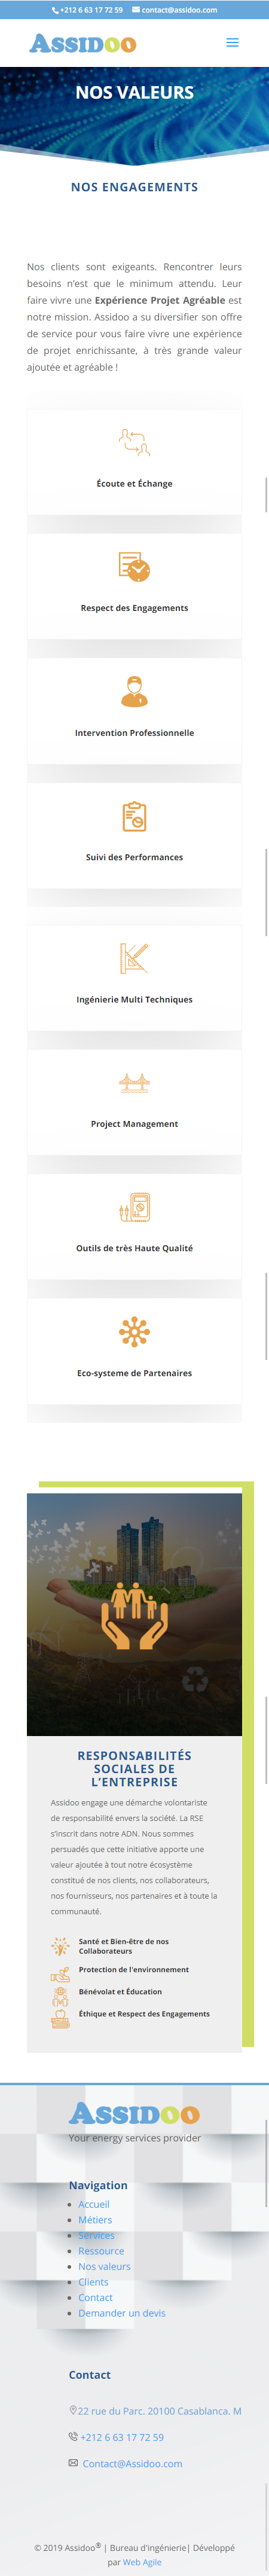 +212 6 63 17 72 59 contact@assidoo.com
ASSIDOO
NOS VALEURS
NOS ENGAGEMENTS
Nos clients sont exigeants. Rencontrer leurs
besoins n'est que le minimum attendu. Leur
faire vivre une Expérience Projet Agréable est
notre mission. Assidoo a su diversifier son offre
de service pour vous faire vivre une expérience
de projet enrichissante, à très grande valeur
ajoutée et agréable !
Écoute et Échange
Respect des Engagements
Intervention Professionnelle
Suivi des Performances
Ingénierie Multi Techniques
Project Management
Outils de très Haute Qualité
Eco-systeme de Partenaires
RESPONSABILITÉS
SOCIALES DE
L'ENTREPRISE
Assidoo engage une démarche volontariste
de responsabilité envers la société. La RSE
s'inscrit dans notre ADN. Nous sommes
persuadés que cette initiative apporte une
valeur ajoutée à tout notre écosystème
constitué de nos clients, nos collaborateurs,
nos fournisseurs, nos partenaires et à toute la
communauté.
Santé et Bien-être de nos
Collaborateurs
Protection de l'environnement
Bénévolat et Éducation
Éthique et Respect des Engagements
ASSIDOO
Your energy services provider
Navigation
Accueil
Métiers
Services
Ressource
Nos valeurs
Clients
Contact
Demander un devis
Contact
22 rue du Parc. 20100 Casablanca. M
+212 6 63 17 72 59
Contact@Assidoo.com
© 2019 Assidoo® | Bureau d'ingénierie| Développé
par Web Agile